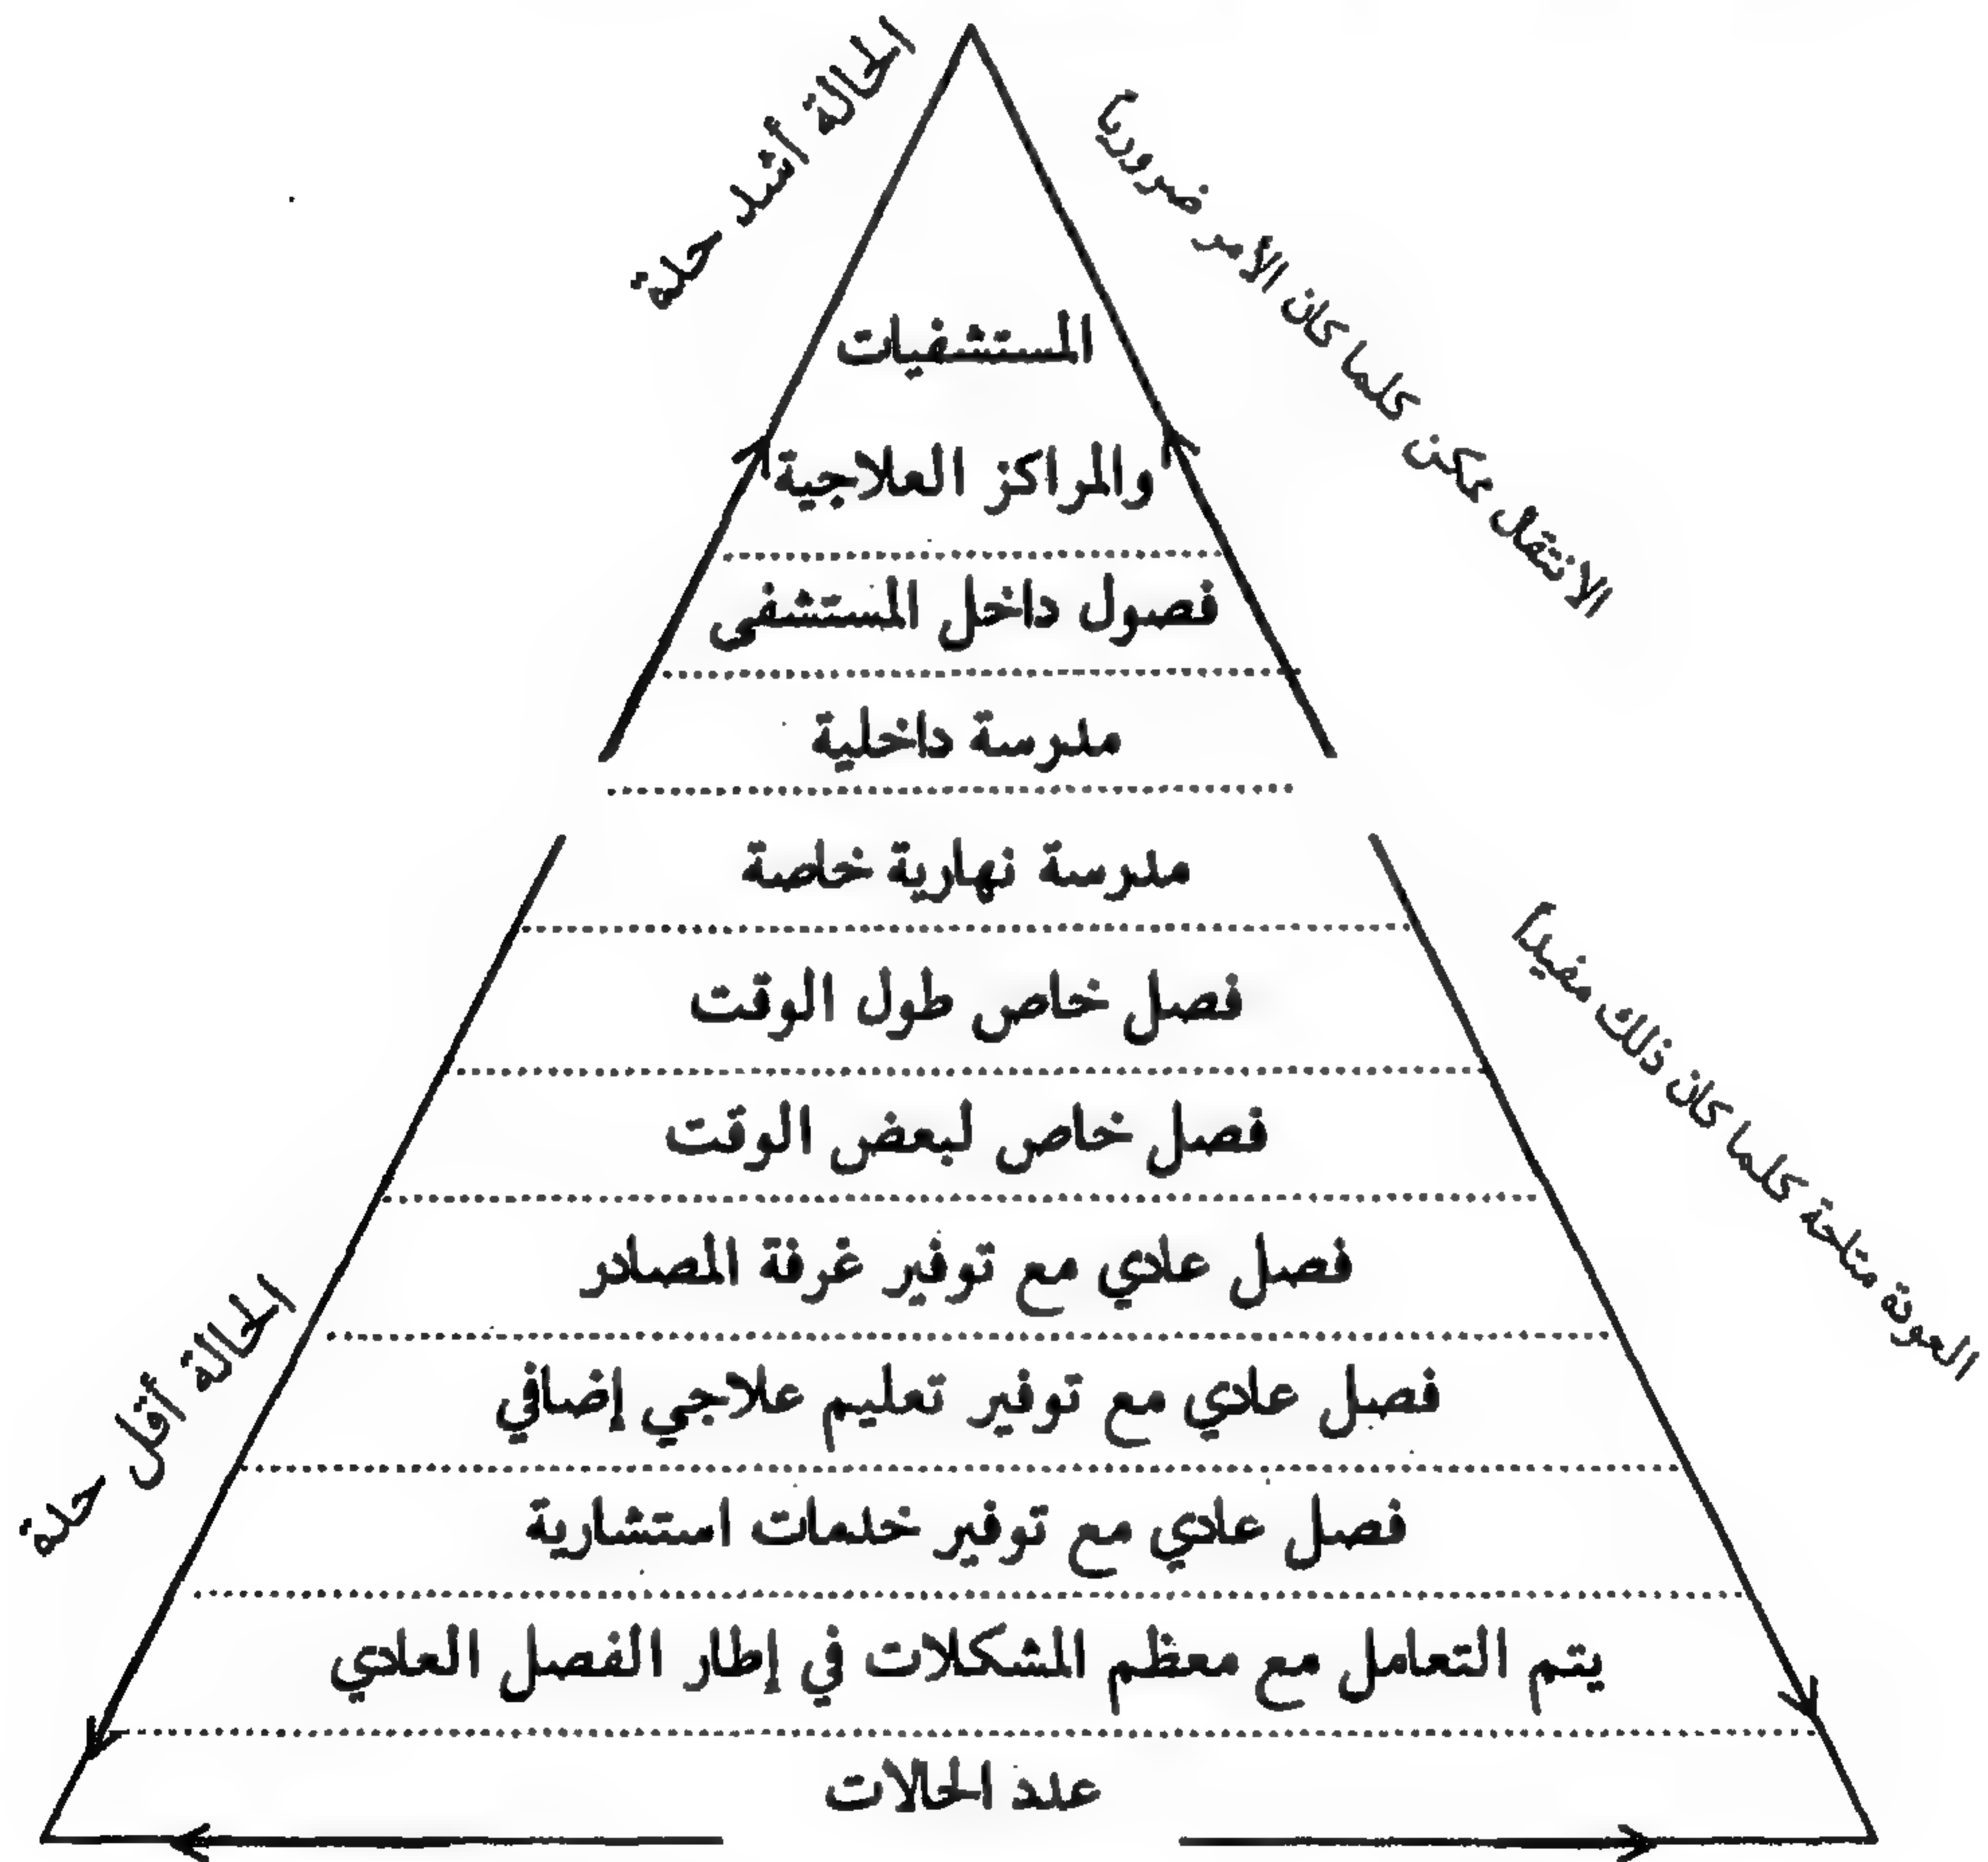 الحالة أشد حدة
الانتقال ممكن كلما كان الأمر ضروريا
المستشفيات
والمراكز العلاجية
فصول داخل المستشفى
مدرسة داخلية
مدرسة نهارية خاصة
فصل خاص طول الوقت
فصل خاص لبعض الوقت
فصل عادي مع توفير غرفة المصادر
فصل عادي مع توفير تعليم علاجي إضافي
فصل عادي مع توفير خدمات استشارية
يتم التعامل مع معظم المشكلات في إطار الفصل العادي
عدد الحالات
الحالة أقل حدة
العودة متاحة كلما كان ذلك مفيدا